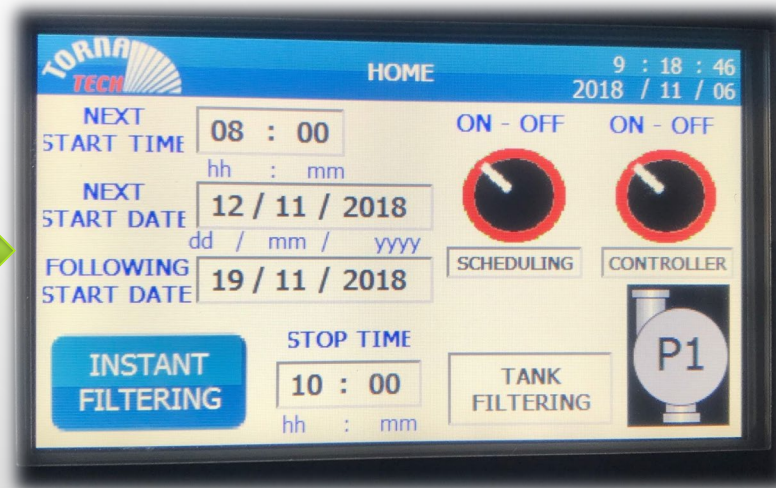 TORNA
TECH
HOME
9 : 18 : 46
2018 / 11 / 06
NEXT
START TIME
08 : 00
hh : mm
NEXT
START DATE
12 / 11 / 2018
dd / mm / yyyy
FOLLOWING
START DATE
19 / 11 / 2018
ON - OFF
ON - OFF
SCHEDULING
CONTROLLER
INSTANT
FILTERING
STOP TIME
10 : 00
hh : mm
TANK
FILTERING
P1